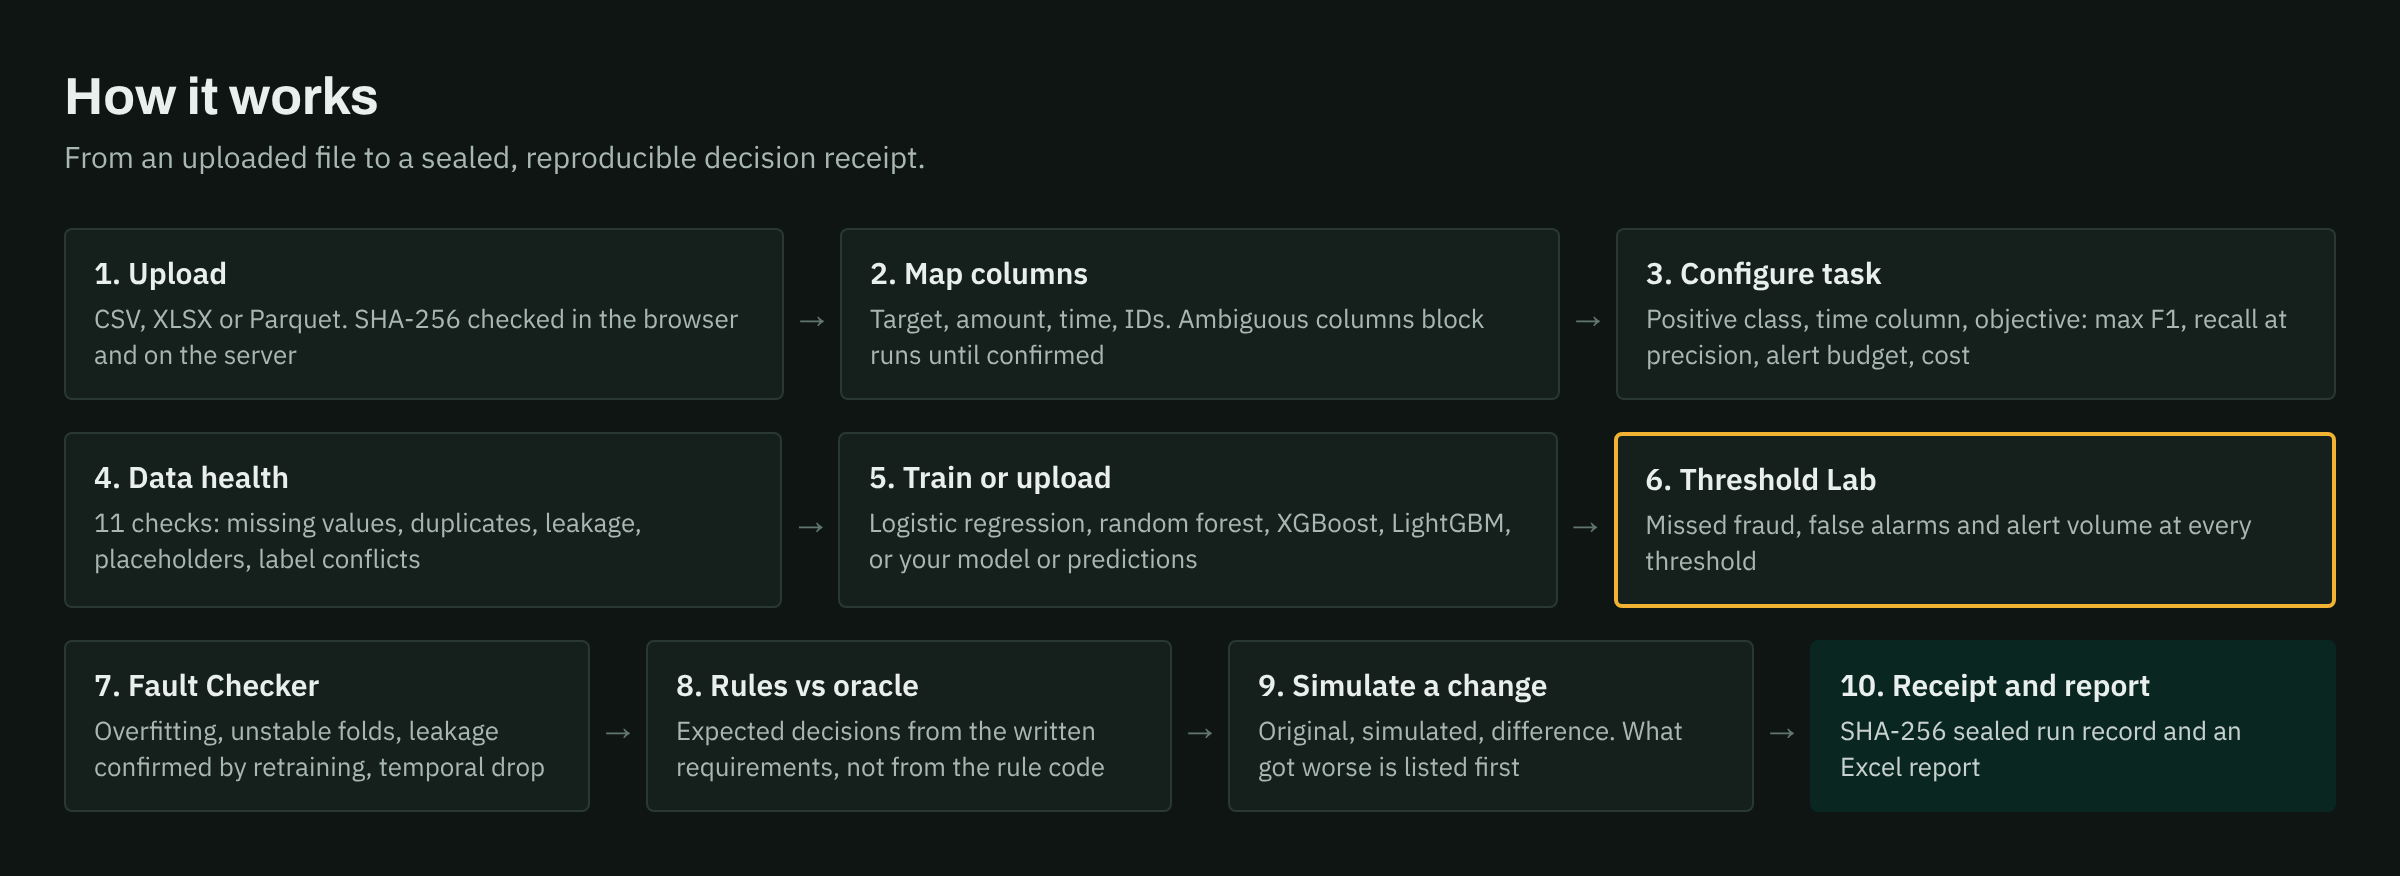 How it works
From an uploaded file to a sealed, reproducible decision receipt.
1. Upload
CSV, XLSX or Parquet. SHA-256 checked in the browser
and on the server
→
2. Map columns
Target, amount, time, IDs. Ambiguous columns block
runs until confirmed
→
3. Configure task
Positive class, time column, objective: max F1, recall at
precision, alert budget, cost
4. Data health
11 checks: missing values, duplicates, leakage,
placeholders, label conflicts
→
5. Train or upload
Logistic regression, random forest, XGBoost, LightGBM,
or your model or predictions
→
6. Threshold Lab
Missed fraud, false alarms and alert volume at every
threshold
7. Fault Checker
Overfitting, unstable folds, leakage
confirmed by retraining, temporal drop
→
8. Rules vs oracle
Expected decisions from the written
requirements, not from the rule code
→
9. Simulate a change
Original, simulated, difference. What
got worse is listed first
→
10. Receipt and report
SHA-256 sealed run record and an
Excel report